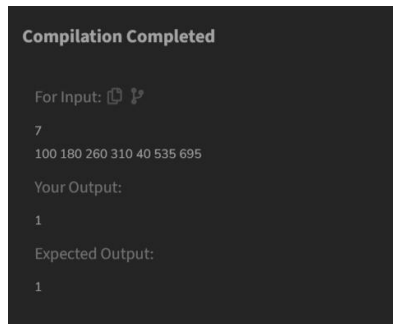 Compilation Completed
For Input:
7
100 180 260 310 40 535 695
Your Output:
1
Expected Output:
1